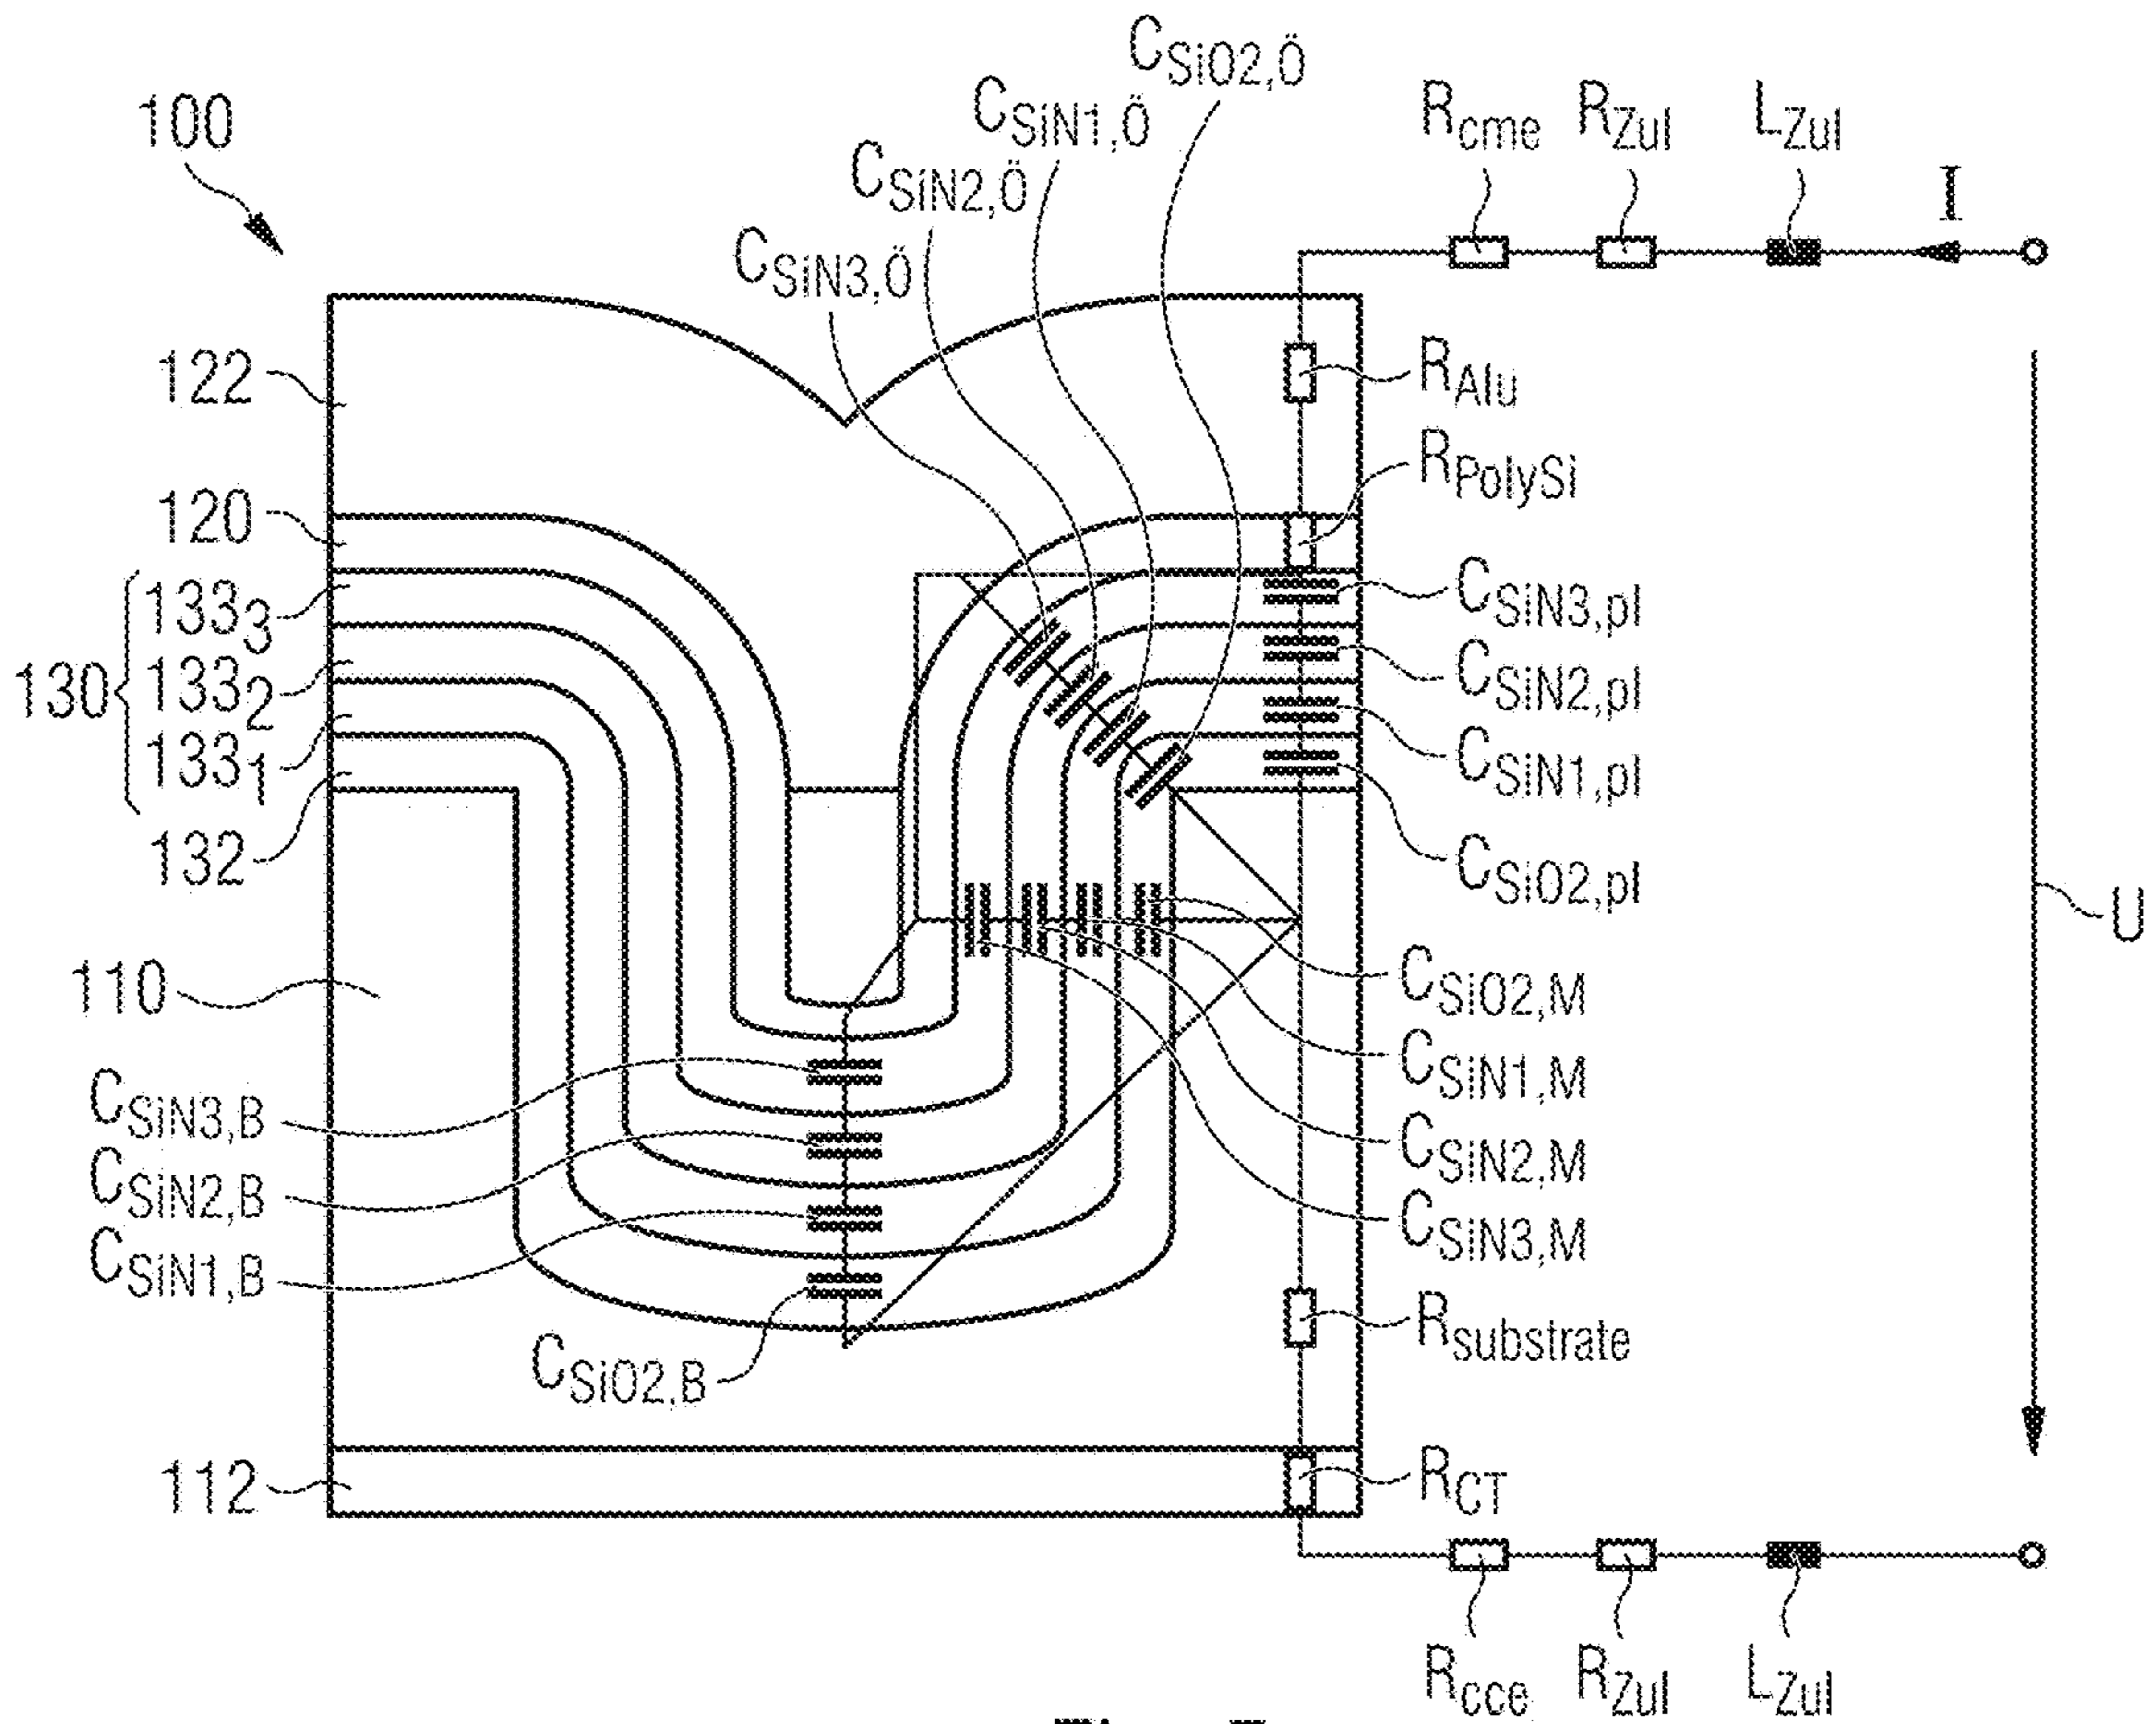 100
C_SiO2,Ö
C_SiN1,Ö
C_SiN2,Ö
C_SiN3,Ö
R_cme
R_Zul
L_Zul
I
122
120
130
133_3
133_2
133_1
132
110
112
R_Alu
R_PolySi
C_SiN3,pl
C_SiN2,pl
C_SiN1,pl
C_SiO2,pl
U
C_SiO2,M
C_SiN1,M
C_SiN2,M
C_SiN3,M
C_SiN3,B
C_SiN2,B
C_SiN1,B
C_SiO2,B
R_substrate
R_CT
R_cce
R_Zul
L_Zul